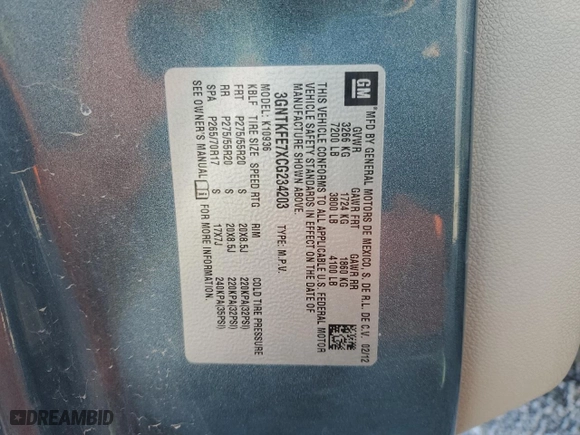 GM
MFD BY GENERAL MOTORS DE MEXICO, S. DE R.L. DE C.V. 02/12
GVWR GAWR FRT GAWR RR
3266 KG 1724 KG 1860 KG
7200 LB 3800 LB 4100 LB
THIS VEHICLE CONFORMS TO ALL APPLICABLE U.S. FEDERAL MOTOR
VEHICLE SAFETY STANDARDS IN EFFECT ON THE DATE OF
MANUFACTURE SHOWN ABOVE.
3GNTKFE7XCG234203 TYPE: M.P.V.
MODEL: K10936
KBLF TIRE SIZE SPEED RTG RIM COLD TIRE PRESSURE
FRT P275/55R20 S 20X8.5J 220KPA(32PSI)
RR P275/55R20 S 20X8.5J 220KPA(32PSI)
SPA P265/70R17 S 17X7J 240KPA(35PSI)
SEE OWNER'S MANUAL FOR MORE INFORMATION.
DREAMBID